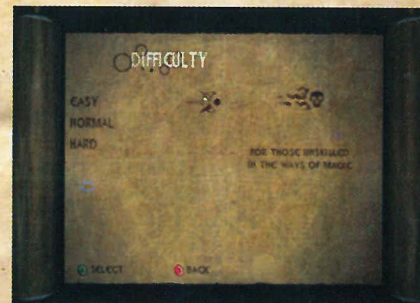 DIFFICULTY
EASY
NORMAL
HARD
FOR THOSE UNSKILLED
IN THE WAYS OF MAGIC
SELECT
BACK